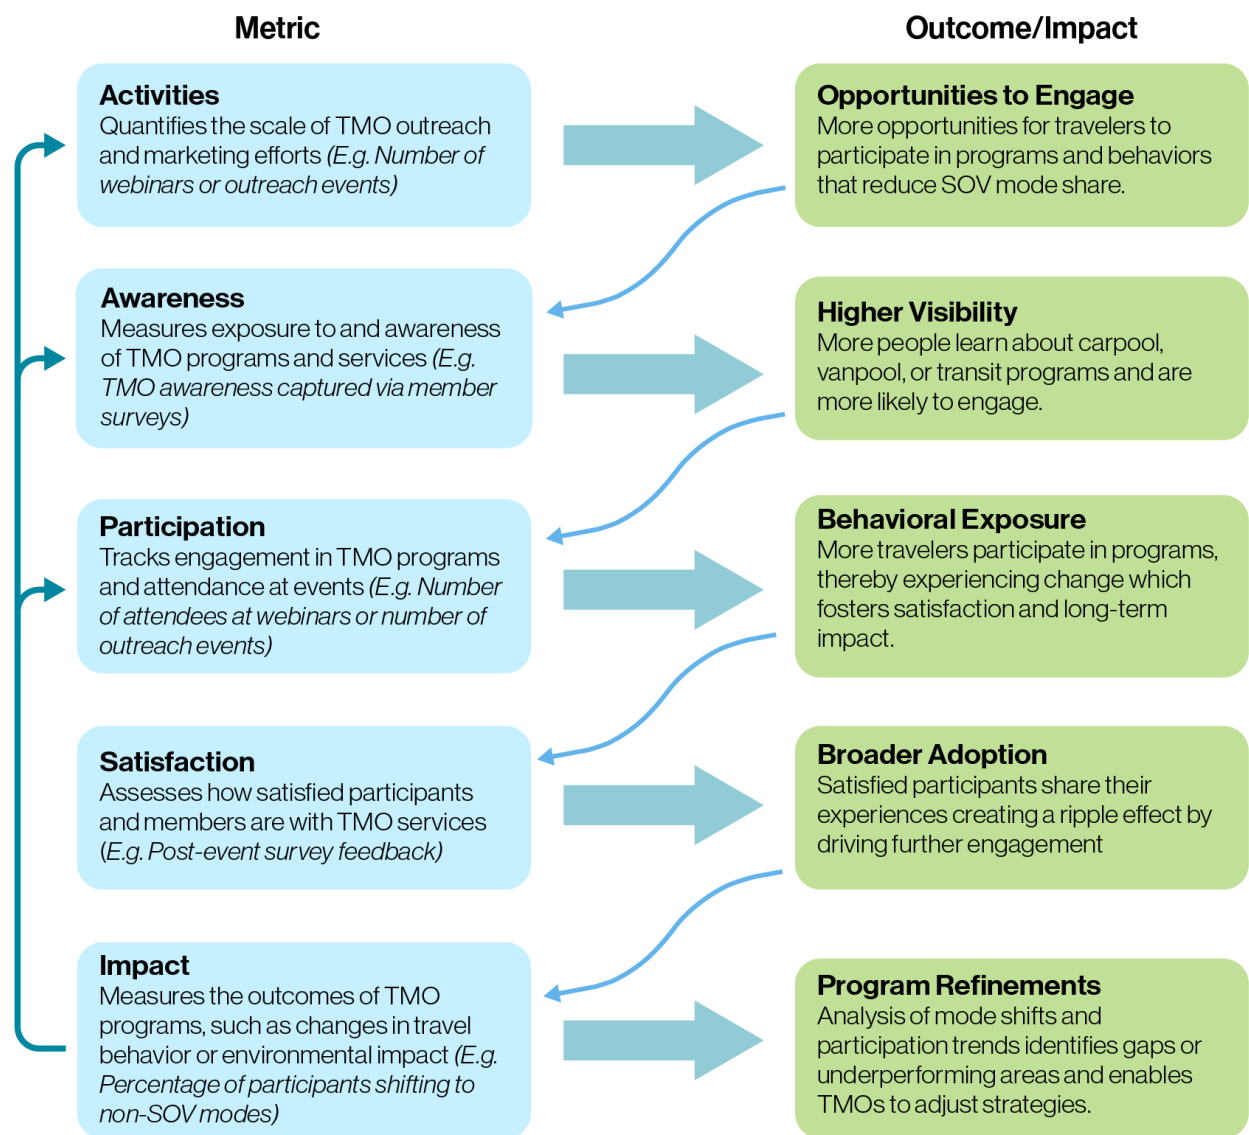 Metric
Outcome/Impact
Activities
Quantifies the scale of TMO outreach
and marketing efforts (E.g. Number of
webinars or outreach events)
Opportunities to Engage
More opportunities for travelers to
participate in programs and behaviors
that reduce SOV mode share.
Awareness
Measures exposure to and awareness
of TMO programs and services (E.g.
TMO awareness captured via member
surveys)
Higher Visibility
More people learn about carpool,
vanpool, or transit programs and are
more likely to engage.
Participation
Tracks engagement in TMO programs
and attendance at events (E.g. Number
of attendees at webinars or number of
outreach events)
Behavioral Exposure
More travelers participate in programs,
thereby experiencing change which
fosters satisfaction and long-term
impact.
Satisfaction
Assesses how satisfied participants
and members are with TMO services
(E.g. Post-event survey feedback)
Broader Adoption
Satisfied participants share their
experiences creating a ripple effect by
driving further engagement
Impact
Measures the outcomes of TMO
programs, such as changes in travel
behavior or environmental impact (E.g.
Percentage of participants shifting to
non-SOV modes)
Program Refinements
Analysis of mode shifts and
participation trends identifies gaps or
underperforming areas and enables
TMOs to adjust strategies.